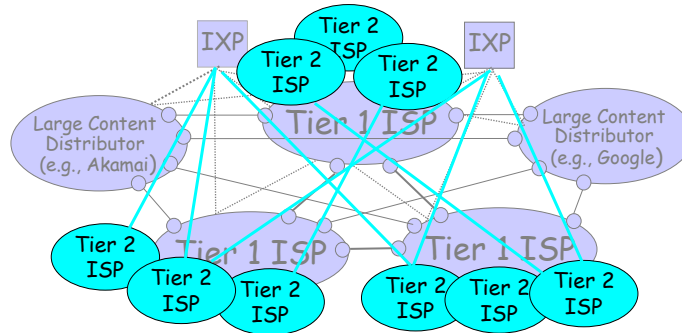 IXP
Tier 2
ISP
IXP
Tier 2
ISP
Tier 2
ISP
Large Content
Distributor
(e.g., Akamai)
Tier 1 ISP
Large Content
Distributor
(e.g., Google)
Tier 2
ISP
Tier 1 ISP
Tier 1 ISP
Tier 2
ISP
Tier 2
ISP
Tier 2
ISP
Tier 2
ISP
Tier 2
ISP